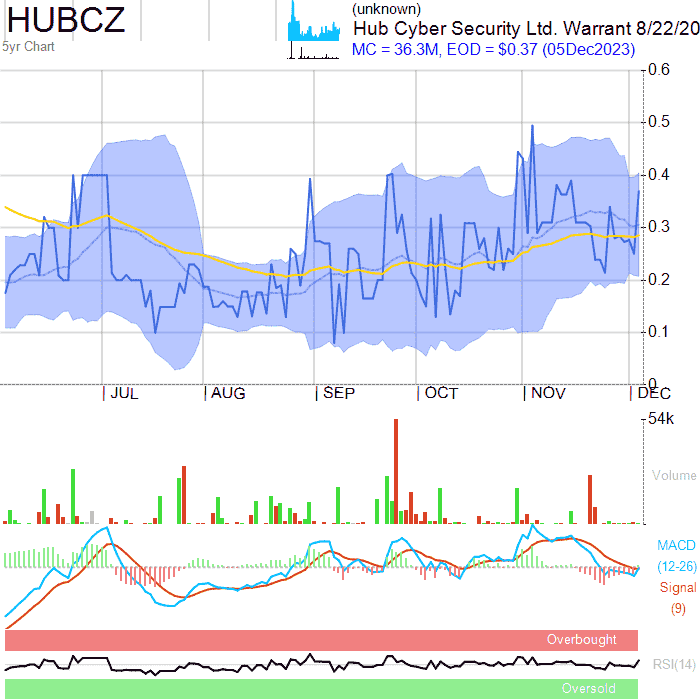 HUBCZ
5yr Chart
(unknown)
Hub Cyber Security Ltd. Warrant 8/22/20
MC = 36.3M, EOD = $0.37 (05Dec2023)
0.6
0.5
0.4
0.3
0.2
0.1
0
JUL AUG SEP OCT NOV DEC
54k
Volume
MACD
(12-26)
Signal
(9)
Overbought
RSI(14)
Oversold